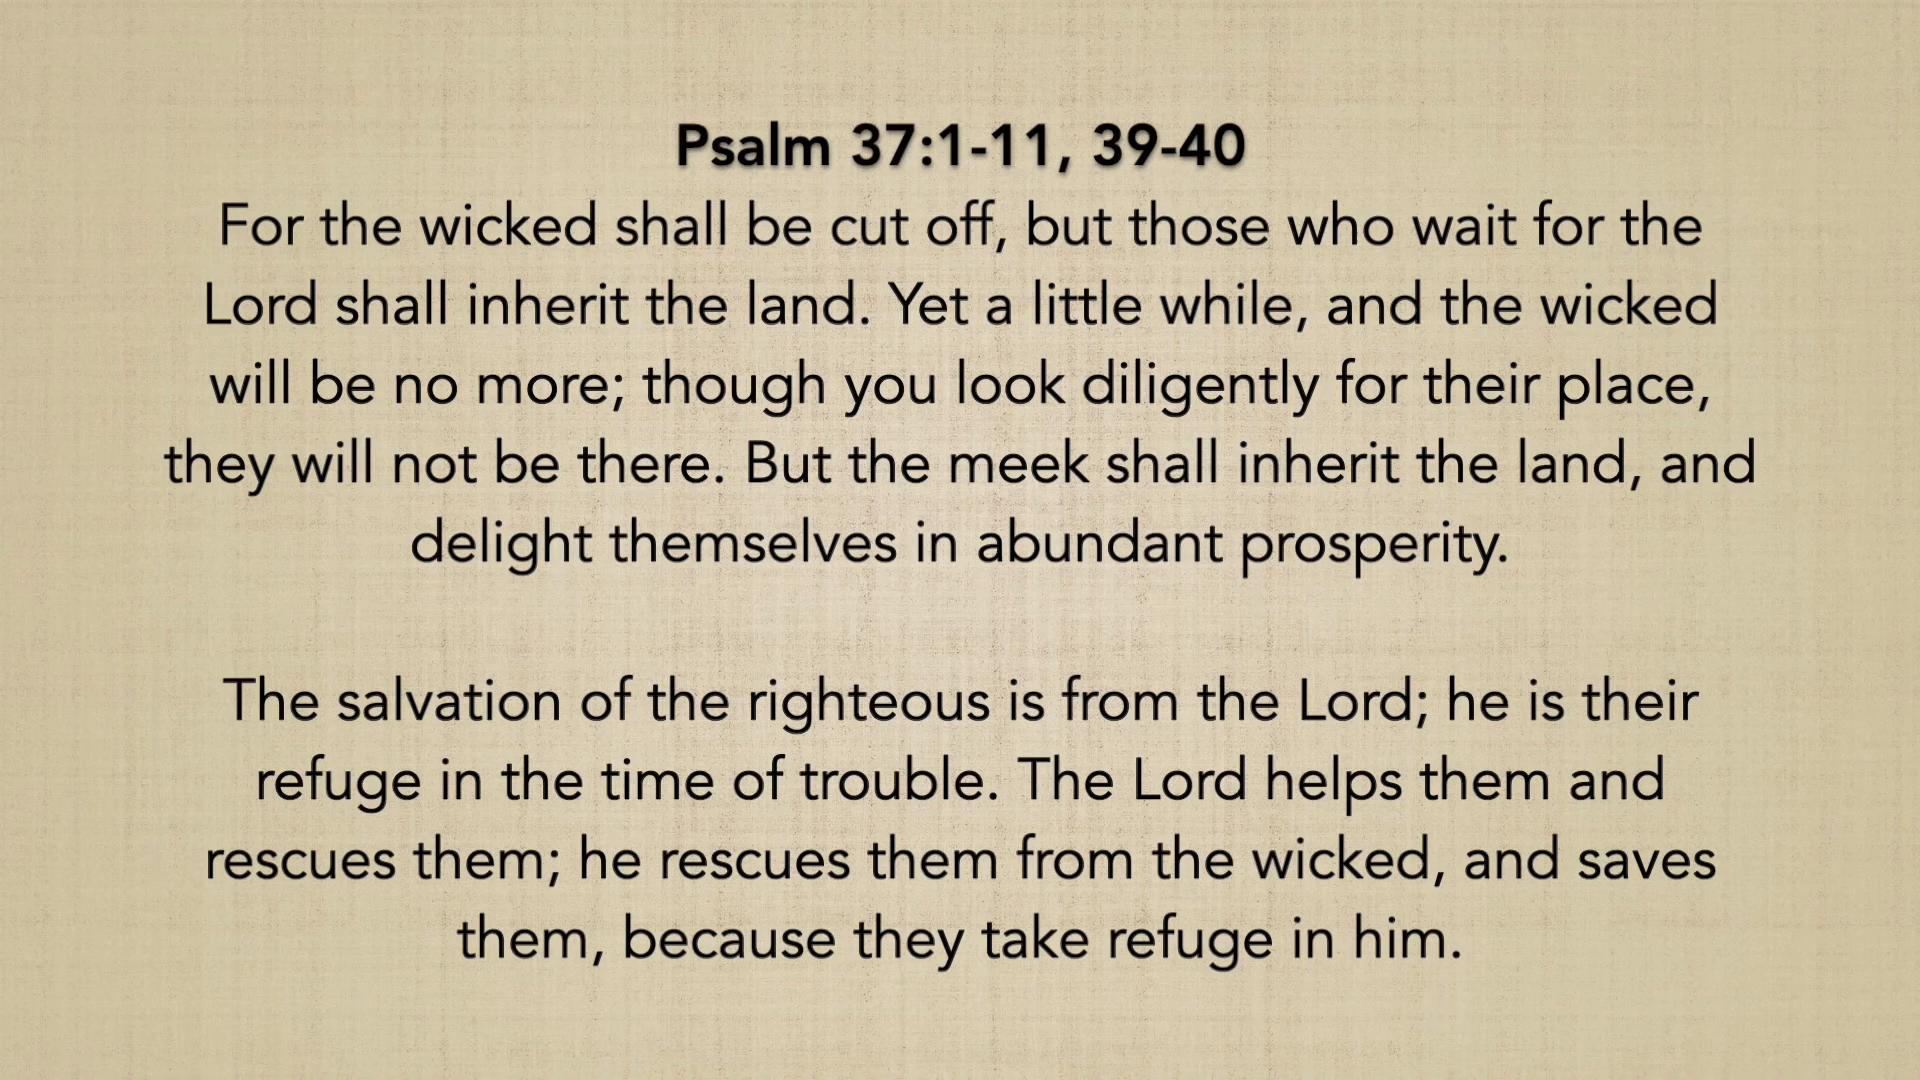 Psalm 37:1-11, 39-40
For the wicked shall be cut off, but those who wait for the
Lord shall inherit the land. Yet a little while, and the wicked
will be no more; though you look diligently for their place,
they will not be there. But the meek shall inherit the land, and
delight themselves in abundant prosperity.
The salvation of the righteous is from the Lord; he is their
refuge in the time of trouble. The Lord helps them and
rescues them; he rescues them from the wicked, and saves
them, because they take refuge in him.